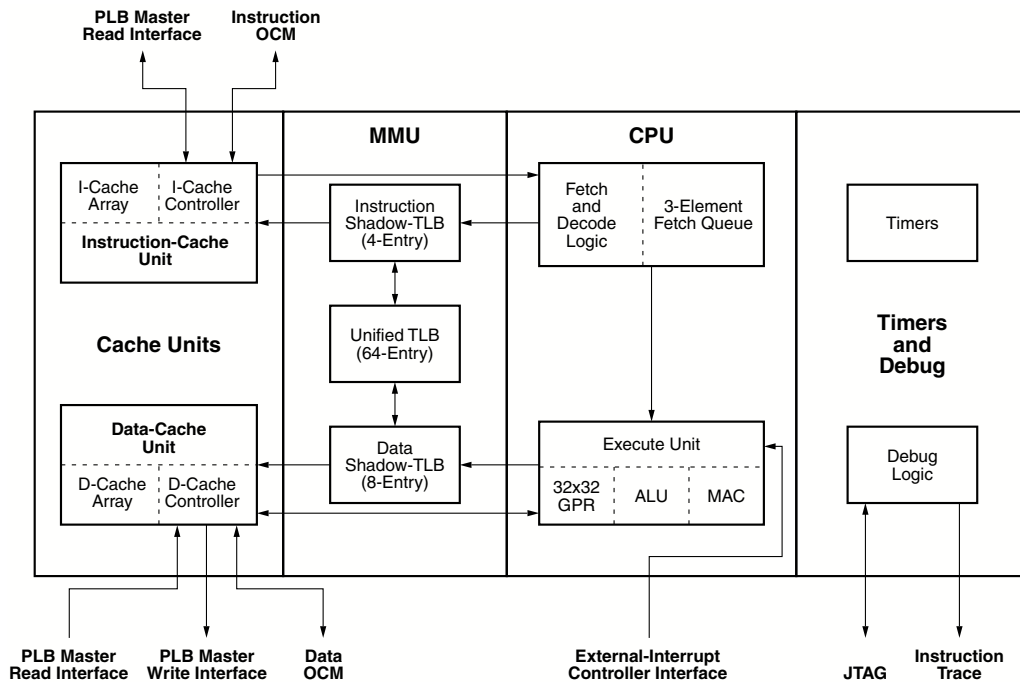 PLB Master
Read Interface
Instruction
OCM
MMU
CPU
I-Cache
Array
I-Cache
Controller
Instruction-Cache
Unit
Instruction
Shadow-TLB
(4-Entry)
Fetch
and
Decode
Logic
3-Element
Fetch Queue
Timers
Cache Units
Unified TLB
(64-Entry)
Timers
and
Debug
Data-Cache
Unit
D-Cache
Array
D-Cache
Controller
Data
Shadow-TLB
(8-Entry)
Execute Unit
32x32
GPR
ALU
MAC
Debug
Logic
PLB Master
Read Interface
PLB Master
Write Interface
Data
OCM
External-Interrupt
Controller Interface
JTAG
Instruction
Trace